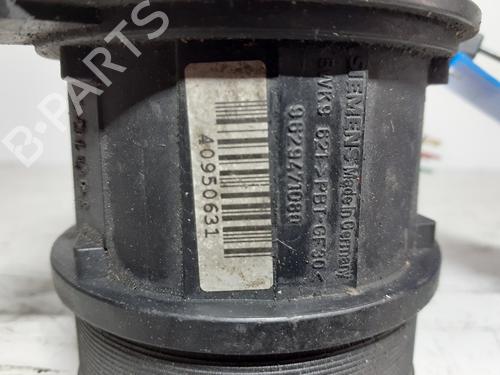 B-PARTS
SIEMENS Made in Germany
5WK9 621 >PBT-GF30<
9629471080
40950631